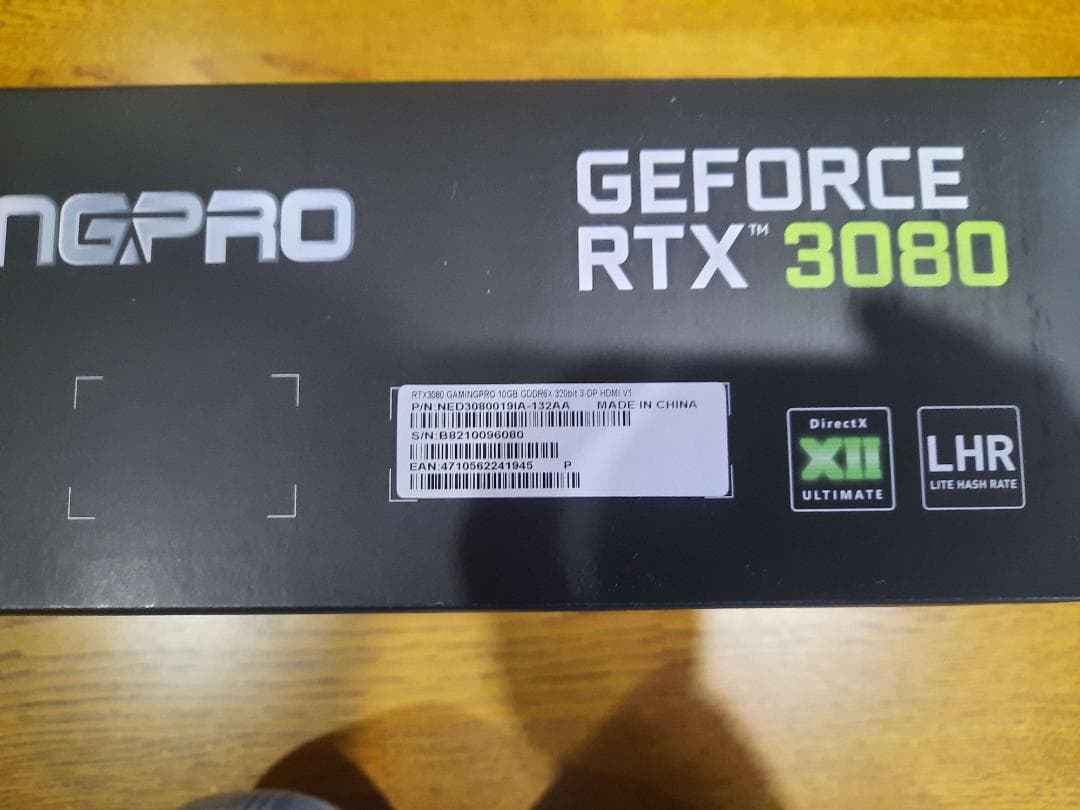 NGPRO
GEFORCE
RTX™ 3080
RTX3080 GAMINGPRO 10GB GDDR6X 320bit 3-DP HDMI V1
P/N:NED3080019IA-132AA MADE IN CHINA
S/N:B8210096080
EAN:4710562241945 P
DirectX
XII
ULTIMATE
LHR
LITE HASH RATE